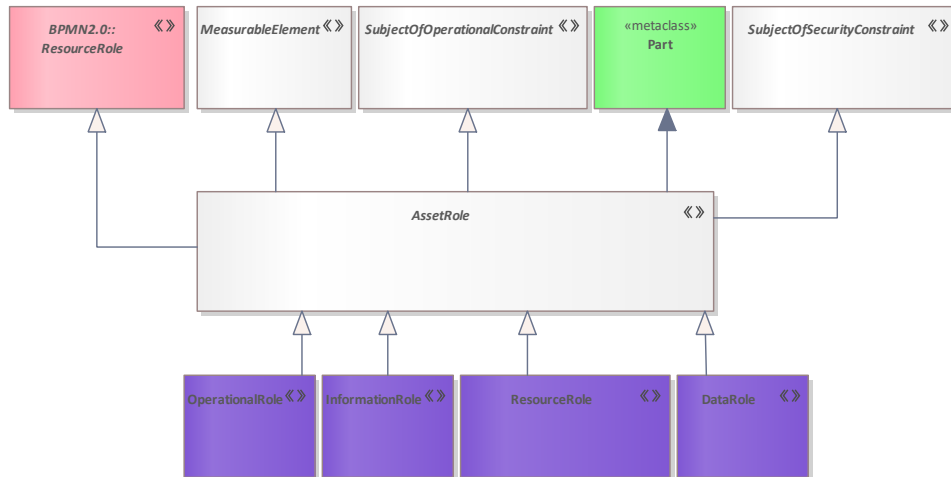 BPMN2.0::
ResourceRole
«»
MeasurableElement «»
SubjectOfOperationalConstraint «»
«metaclass»
Part
SubjectOfSecurityConstraint «»
AssetRole «»
OperationalRole «»
InformationRole «»
ResourceRole «»
DataRole «»